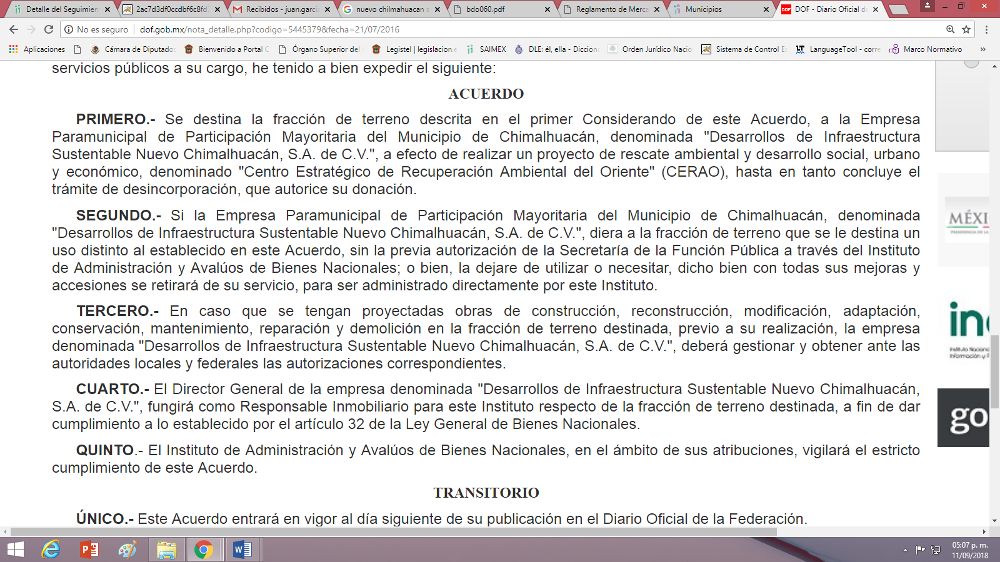 Detalle del Seguimien
2ac7d3df0ccdbf6c8fd
Recibidos - juan.garcia
nuevo chilmahuacan a
bdo060.pdf
Reglamento de Merca
Municipios
DOF - Diario Oficial de
No es seguro | dof.gob.mx/nota_detalle.php?codigo=5445379&fecha=21/07/2016
Aplicaciones
Cámara de Diputados
Bienvenido a Portal C
Órgano Superior del
Legistel | legislacion.e
SAIMEX
DLE: él, ella - Diccion
Orden Jurídico Nacio
Sistema de Control E
LanguageTool - corre
Marco Normativo
»
servicios públicos a su cargo, he tenido a bien expedir el siguiente:
ACUERDO
PRIMERO.- Se destina la fracción de terreno descrita en el primer Considerando de este Acuerdo, a la Empresa
Paramunicipal de Participación Mayoritaria del Municipio de Chimalhuacán, denominada "Desarrollos de Infraestructura
Sustentable Nuevo Chimalhuacán, S.A. de C.V.", a efecto de realizar un proyecto de rescate ambiental y desarrollo social, urbano
y económico, denominado "Centro Estratégico de Recuperación Ambiental del Oriente" (CERAO), hasta en tanto concluye el
trámite de desincorporación, que autorice su donación.
SEGUNDO.- Si la Empresa Paramunicipal de Participación Mayoritaria del Municipio de Chimalhuacán, denominada
"Desarrollos de Infraestructura Sustentable Nuevo Chimalhuacán, S.A. de C.V.", diera a la fracción de terreno que se le destina un
uso distinto al establecido en este Acuerdo, sin la previa autorización de la Secretaría de la Función Pública a través del Instituto
de Administración y Avalúos de Bienes Nacionales; o bien, la dejare de utilizar o necesitar, dicho bien con todas sus mejoras y
accesiones se retirará de su servicio, para ser administrado directamente por este Instituto.
TERCERO.- En caso que se tengan proyectadas obras de construcción, reconstrucción, modificación, adaptación,
conservación, mantenimiento, reparación y demolición en la fracción de terreno destinada, previo a su realización, la empresa
denominada "Desarrollos de Infraestructura Sustentable Nuevo Chimalhuacán, S.A. de C.V.", deberá gestionar y obtener ante las
autoridades locales y federales las autorizaciones correspondientes.
CUARTO.- El Director General de la empresa denominada "Desarrollos de Infraestructura Sustentable Nuevo Chimalhuacán,
S.A. de C.V.", fungirá como Responsable Inmobiliario para este Instituto respecto de la fracción de terreno destinada, a fin de dar
cumplimiento a lo establecido por el artículo 32 de la Ley General de Bienes Nacionales.
QUINTO.- El Instituto de Administración y Avalúos de Bienes Nacionales, en el ámbito de sus atribuciones, vigilará el estricto
cumplimiento de este Acuerdo.
TRANSITORIO
ÚNICO.- Este Acuerdo entrará en vigor al día siguiente de su publicación en el Diario Oficial de la Federación.
MÉXI
PRESIDENCIA DE LA
in
Instituto Nacional
Información y P
go
05:07 p. m.
11/09/2018